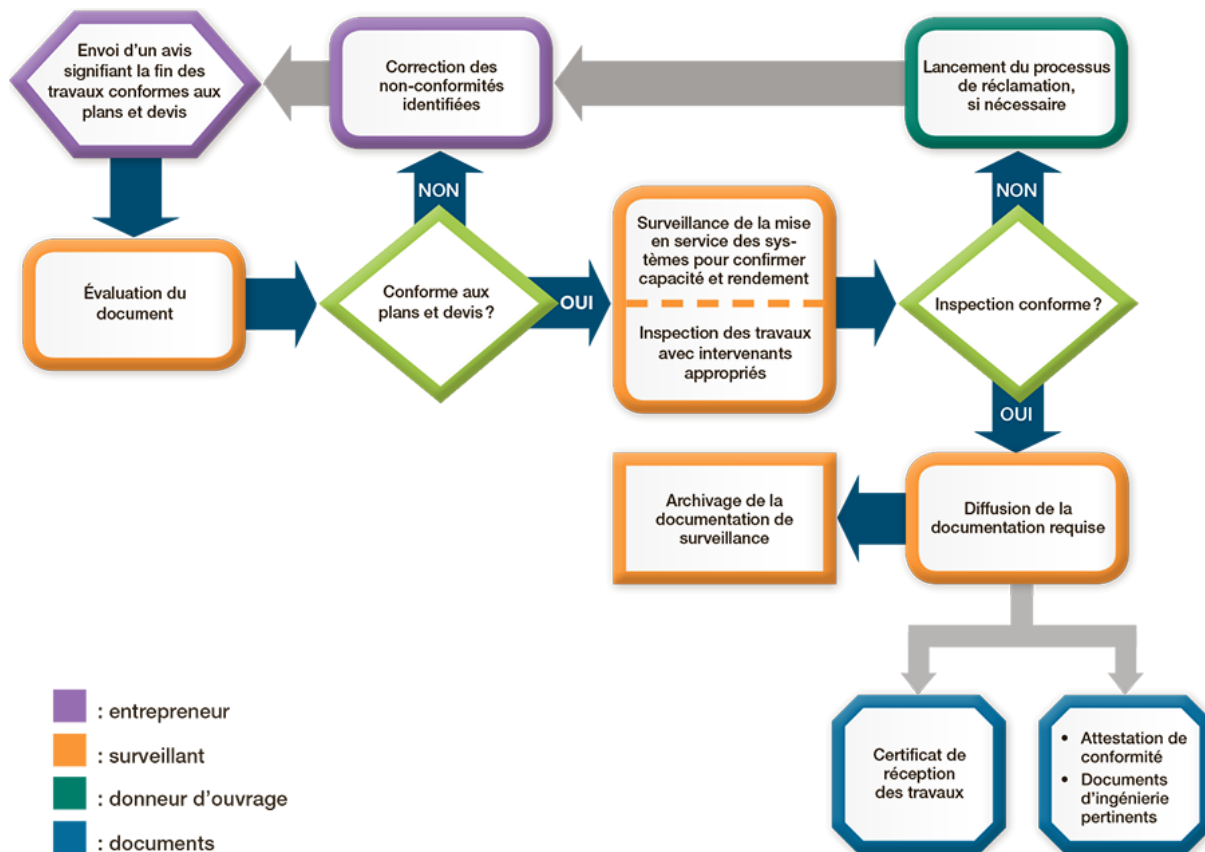 Envoi d'un avis
signifiant la fin des
travaux conformes aux
plans et devis
Correction des
non-conformités
identifiées
Lancement du processus
de réclamation,
si nécessaire
NON
NON
Évaluation du
document
Conforme aux
plans et devis ?
OUI
Surveillance de la mise
en service des sys-
tèmes pour confirmer
capacité et rendement
Inspection des travaux
avec intervenants
appropriés
Inspection conforme ?
OUI
Archivage de la
documentation de
surveillance
Diffusion de la
documentation requise
Certificat de
réception
des travaux
• Attestation de
conformité
• Documents
d'ingénierie
pertinents
: entrepreneur
: surveillant
: donneur d'ouvrage
: documents